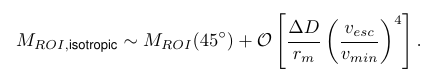 $M_{ROI,\text{isotropic}} \sim M_{ROI}(45^\circ) + \mathcal{O}\left[\frac{\Delta D}{r_m}\left(\frac{v_{esc}}{v_{min}}\right)^4\right].$